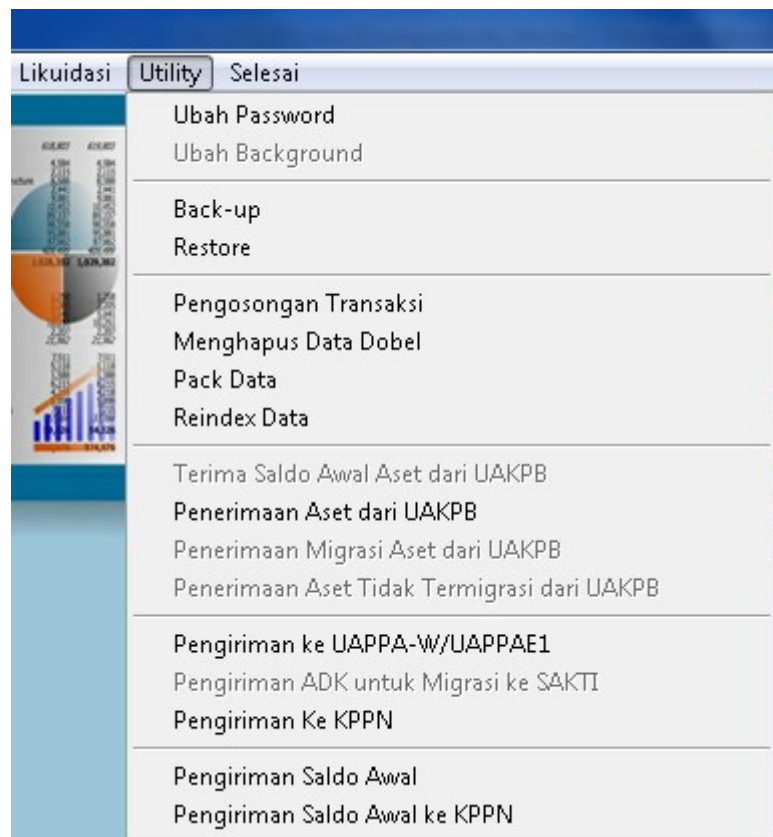 Likuidasi Utility Selesai
Ubah Password
Ubah Background
Back-up
Restore
Pengosongan Transaksi
Menghapus Data Dobel
Pack Data
Reindex Data
Terima Saldo Awal Aset dari UAKPB
Penerimaan Aset dari UAKPB
Penerimaan Migrasi Aset dari UAKPB
Penerimaan Aset Tidak Termigrasi dari UAKPB
Pengiriman ke UAPPA-W/UAPPAE1
Pengiriman ADK untuk Migrasi ke SAKTI
Pengiriman Ke KPPN
Pengiriman Saldo Awal
Pengiriman Saldo Awal ke KPPN